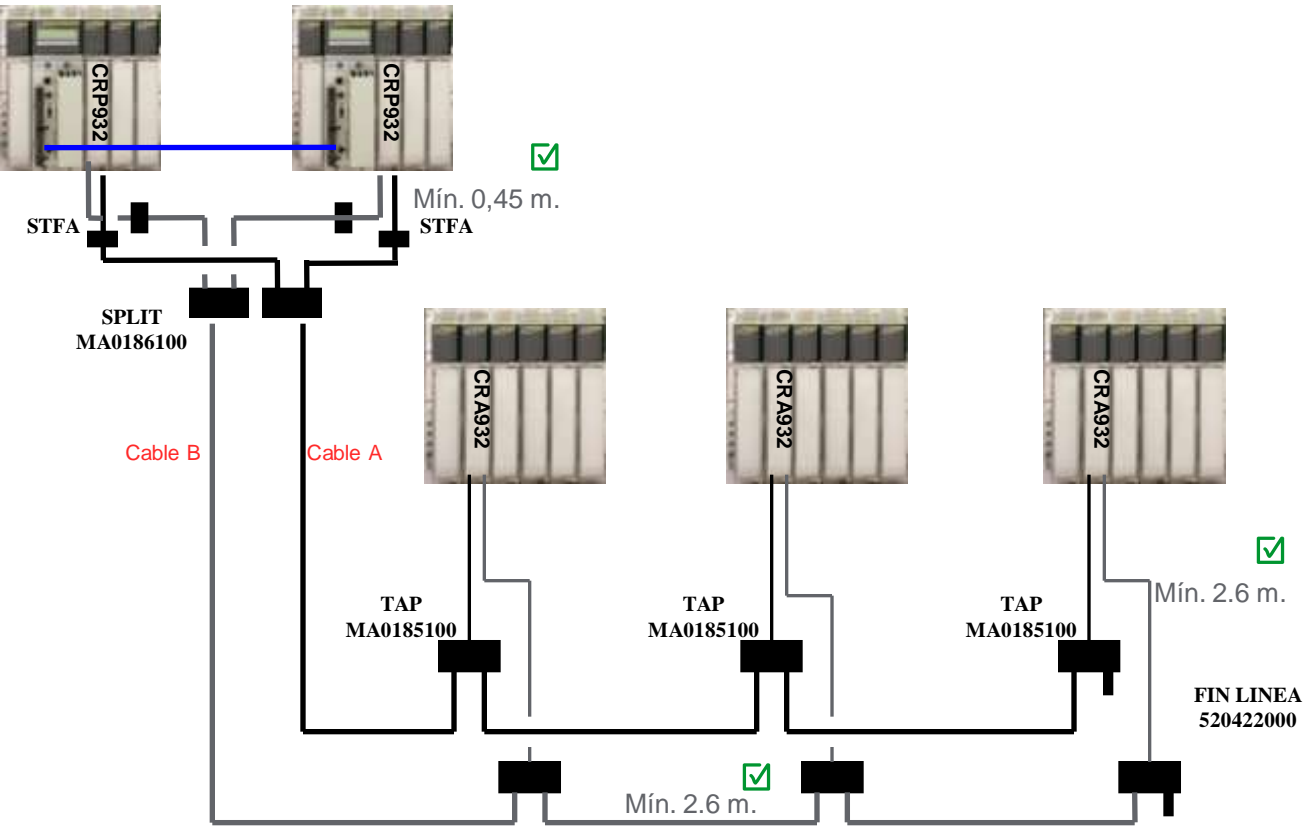 CRP932
CRP932
Mín. 0,45 m.
STFA
STFA
SPLIT
MA0186100
CRA932
CRA932
CRA932
Cable B
Cable A
Mín. 2.6 m.
TAP
MA0185100
TAP
MA0185100
TAP
MA0185100
FIN LINEA
520422000
Mín. 2.6 m.